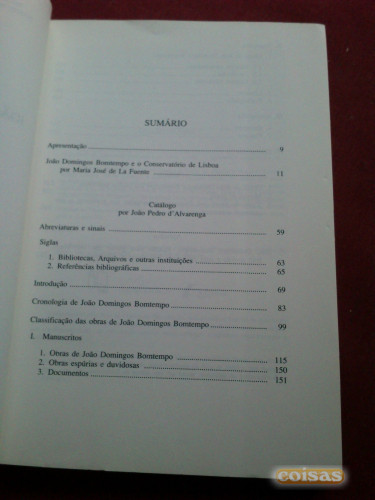 SUMÁRIO
Apresentação 9
João Domingos Bomtempo e o Conservatório de Lisboa
por Maria José de La Fuente 11
Catálogo
por João Pedro d'Alvarenga
Abreviaturas e sinais 59
Siglas
1. Bibliotecas, Arquivos e outras instituições 63
2. Referências bibliográficas 65
Introdução 69
Cronologia de João Domingos Bomtempo 83
Classificação das obras de João Domingos Bomtempo 99
I. Manuscritos
1. Obras de João Domingos Bomtempo 115
2. Obras espúrias e duvidosas 150
3. Documentos 151
coisas